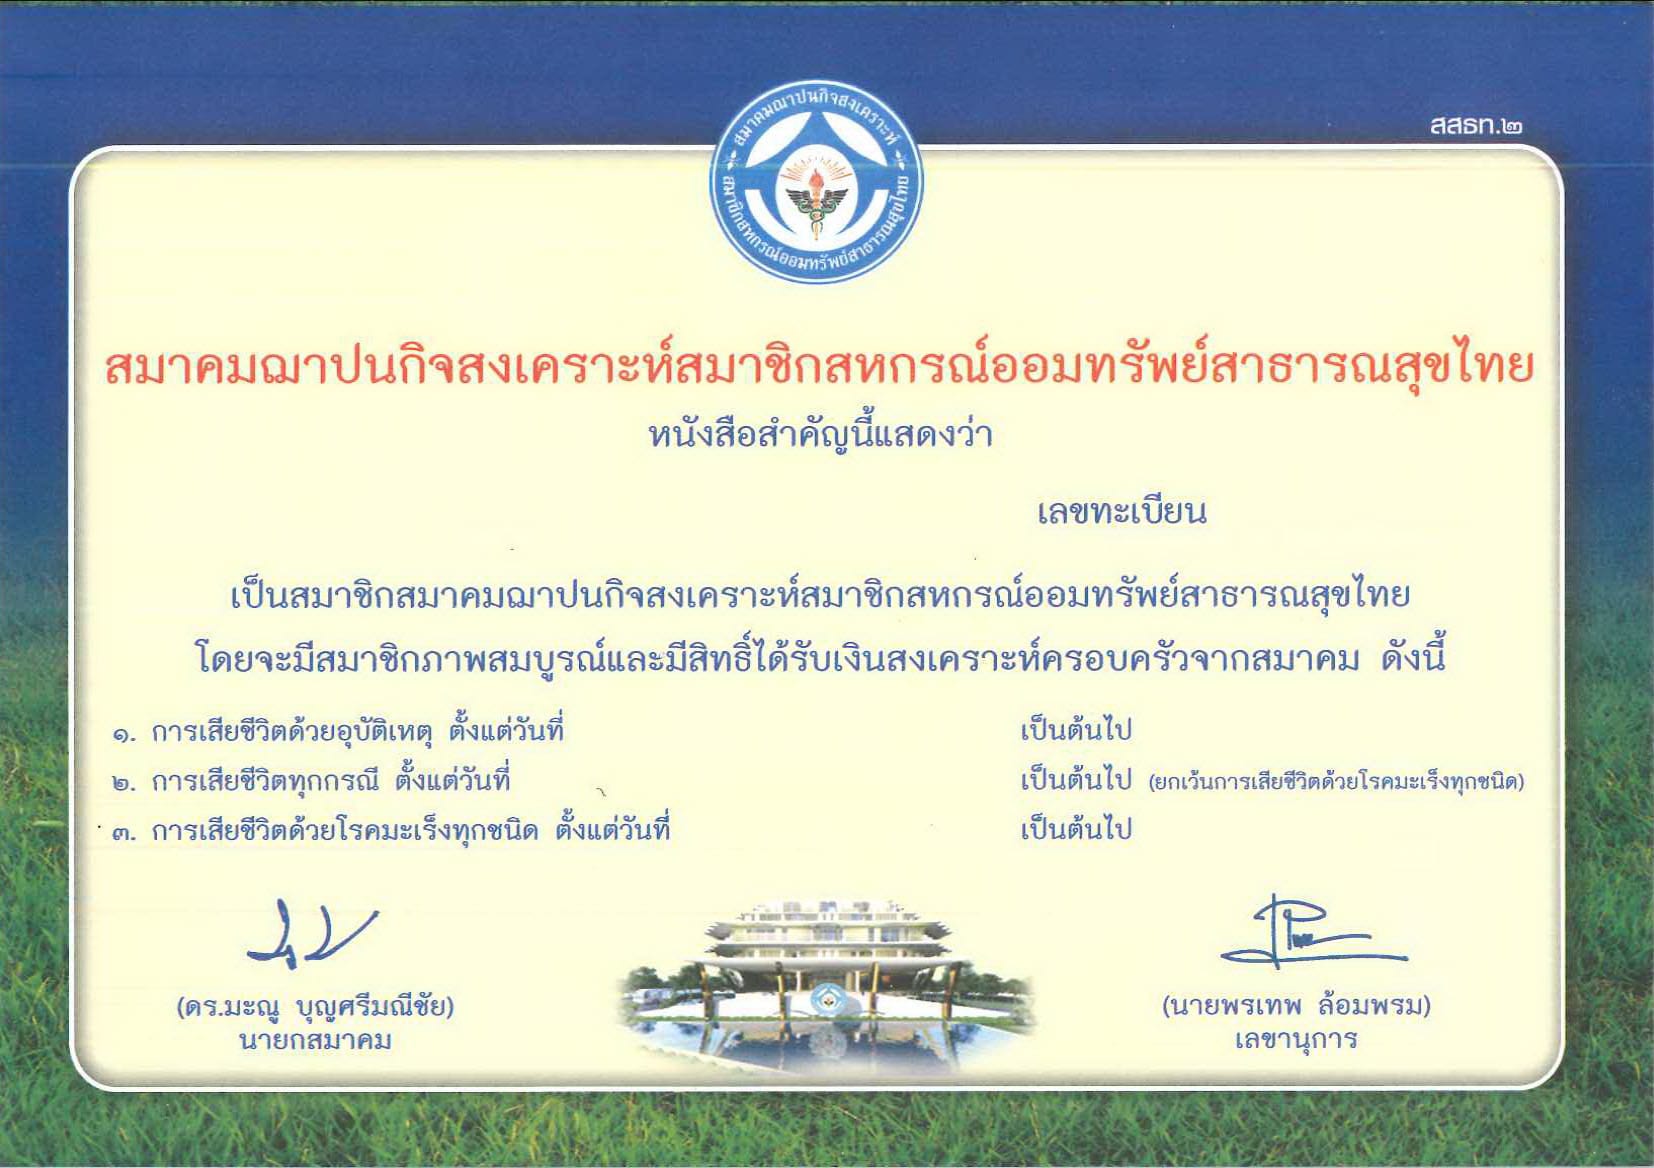 สมาคมฌาปนกิจสงเคราะห์
สมาชิกสหกรณ์ออมทรัพย์สาธารณสุขไทย
สสธท.๒
สมาคมฌาปนกิจสงเคราะห์สมาชิกสหกรณ์ออมทรัพย์สาธารณสุขไทย
หนังสือสำคัญนี้แสดงว่า
เลขทะเบียน
เป็นสมาชิกสมาคมฌาปนกิจสงเคราะห์สมาชิกสหกรณ์ออมทรัพย์สาธารณสุขไทย
โดยจะมีสมาชิกภาพสมบูรณ์และมีสิทธิ์ได้รับเงินสงเคราะห์ครอบครัวจากสมาคม ดังนี้
๑. การเสียชีวิตด้วยอุบัติเหตุ ตั้งแต่วันที่ เป็นต้นไป
๒. การเสียชีวิตทุกกรณี ตั้งแต่วันที่ เป็นต้นไป (ยกเว้นการเสียชีวิตด้วยโรคมะเร็งทุกชนิด)
๓. การเสียชีวิตด้วยโรคมะเร็งทุกชนิด ตั้งแต่วันที่ เป็นต้นไป
(ดร.มะณู บุญศรีมณีชัย) (นายพรเทพ ล้อมพรม)
นายกสมาคม เลขานุการ